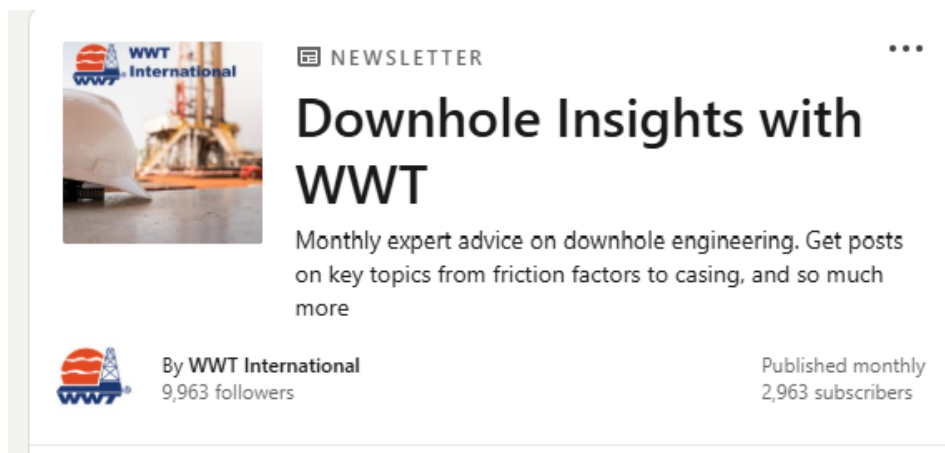 WWT
International
WWT®
NEWSLETTER
Downhole Insights with
WWT
Monthly expert advice on downhole engineering. Get posts
on key topics from friction factors to casing, and so much
more
WWT®
By WWT International
9,963 followers
Published monthly
2,963 subscribers